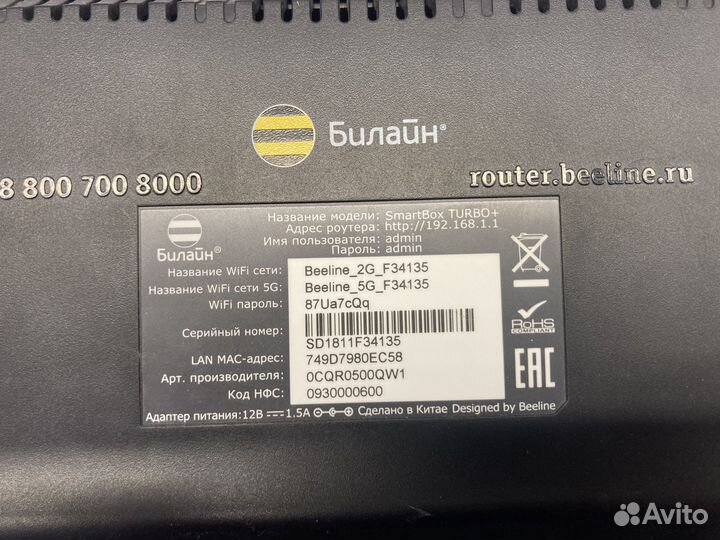 Билайн®
8 800 700 8000
router.beeline.ru
Билайн®
Название модели: SmartBox TURBO+
Адрес роутера: http://192.168.1.1
Имя пользователя: admin
Пароль: admin
Название WiFi сети: Beeline_2G_F34135
Название WiFi сети 5G: Beeline_5G_F34135
WiFi пароль: 87Ua7cQq
Серийный номер:
SD1811F34135
LAN MAC-адрес: 749D7980EC58
Арт. производителя: 0CQR0500QW1
Код НФС: 0930000600
RoHS
COMPLIANT
EAC
Адаптер питания:12В 1.5А Сделано в Китае Designed by Beeline
Avito